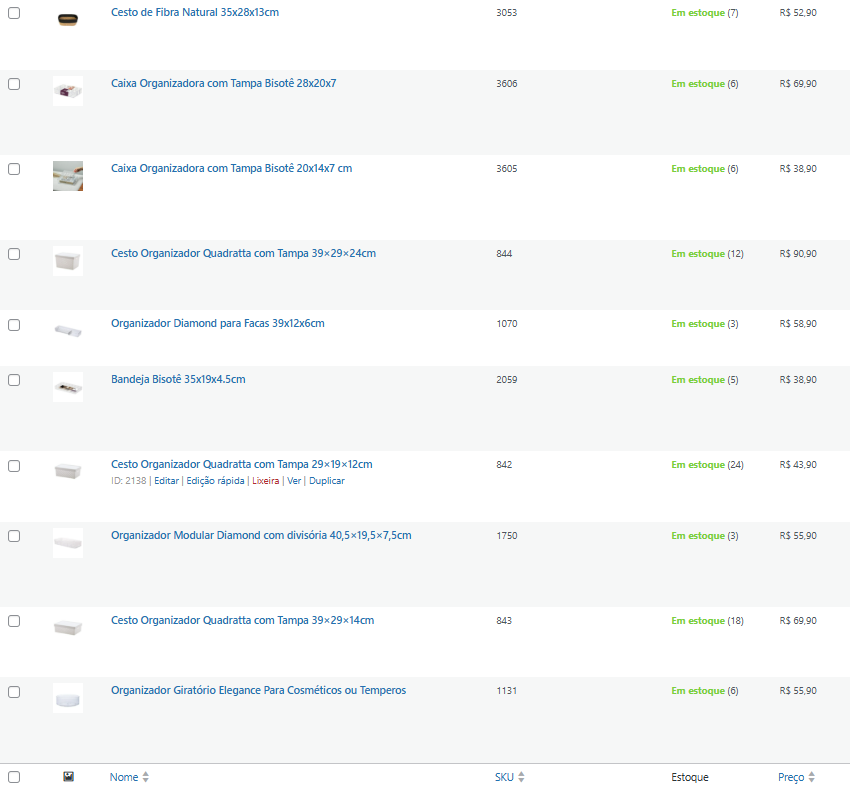 Cesto de Fibra Natural 35x28x13cm 3053 Em estoque (7) R$ 52,90
Caixa Organizadora com Tampa Bisotê 28x20x7 3606 Em estoque (6) R$ 69,90
Caixa Organizadora com Tampa Bisotê 20x14x7 cm 3605 Em estoque (6) R$ 38,90
Cesto Organizador Quadratta com Tampa 39×29×24cm 844 Em estoque (12) R$ 90,90
Organizador Diamond para Facas 39x12x6cm 1070 Em estoque (3) R$ 58,90
Bandeja Bisotê 35x19x4.5cm 2059 Em estoque (5) R$ 38,90
Cesto Organizador Quadratta com Tampa 29×19×12cm 842 Em estoque (24) R$ 43,90
ID: 2138 | Editar | Edição rápida | Lixeira | Ver | Duplicar
Organizador Modular Diamond com divisória 40,5×19,5×7,5cm 1750 Em estoque (3) R$ 55,90
Cesto Organizador Quadratta com Tampa 39×29×14cm 843 Em estoque (18) R$ 69,90
Organizador Giratório Elegance Para Cosméticos ou Temperos 1131 Em estoque (6) R$ 55,90
Nome SKU Estoque Preço